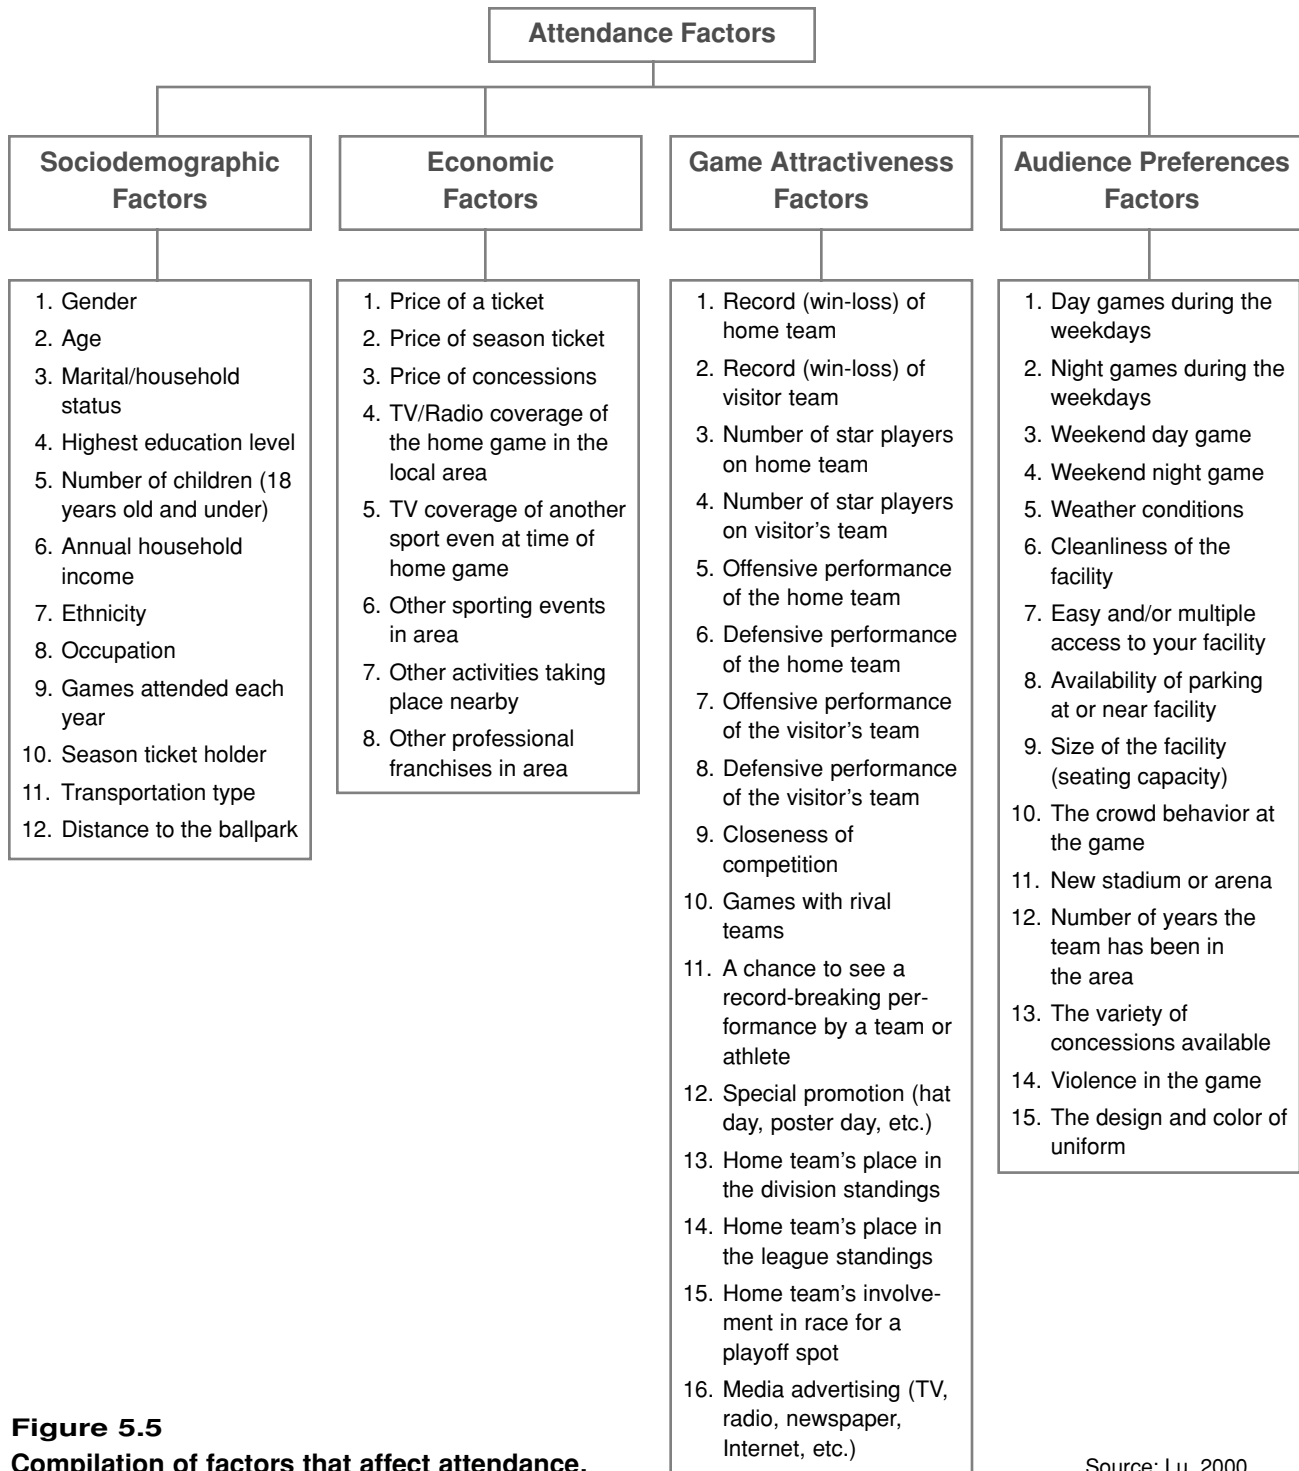 Attendance Factors
Sociodemographic
Factors
1. Gender
2. Age
3. Marital/household
status
4. Highest education level
5. Number of children (18
years old and under)
6. Annual household
income
7. Ethnicity
8. Occupation
9. Games attended each
year
10. Season ticket holder
11. Transportation type
12. Distance to the ballpark
Economic
Factors
1. Price of a ticket
2. Price of season ticket
3. Price of concessions
4. TV/Radio coverage of
the home game in the
local area
5. TV coverage of another
sport even at time of
home game
6. Other sporting events
in area
7. Other activities taking
place nearby
8. Other professional
franchises in area
Game Attractiveness
Factors
1. Record (win-loss) of
home team
2. Record (win-loss) of
visitor team
3. Number of star players
on home team
4. Number of star players
on visitor's team
5. Offensive performance
of the home team
6. Defensive performance
of the home team
7. Offensive performance
of the visitor's team
8. Defensive performance
of the visitor's team
9. Closeness of
competition
10. Games with rival
teams
11. A chance to see a
record-breaking per-
formance by a team or
athlete
12. Special promotion (hat
day, poster day, etc.)
13. Home team's place in
the division standings
14. Home team's place in
the league standings
15. Home team's involve-
ment in race for a
playoff spot
16. Media advertising (TV,
radio, newspaper,
Internet, etc.)
Audience Preferences
Factors
1. Day games during the
weekdays
2. Night games during the
weekdays
3. Weekend day game
4. Weekend night game
5. Weather conditions
6. Cleanliness of the
facility
7. Easy and/or multiple
access to your facility
8. Availability of parking
at or near facility
9. Size of the facility
(seating capacity)
10. The crowd behavior at
the game
11. New stadium or arena
12. Number of years the
team has been in
the area
13. The variety of
concessions available
14. Violence in the game
15. The design and color of
uniform
Figure 5.5
Compilation of factors that affect attendance.
Source: Lu, 2000